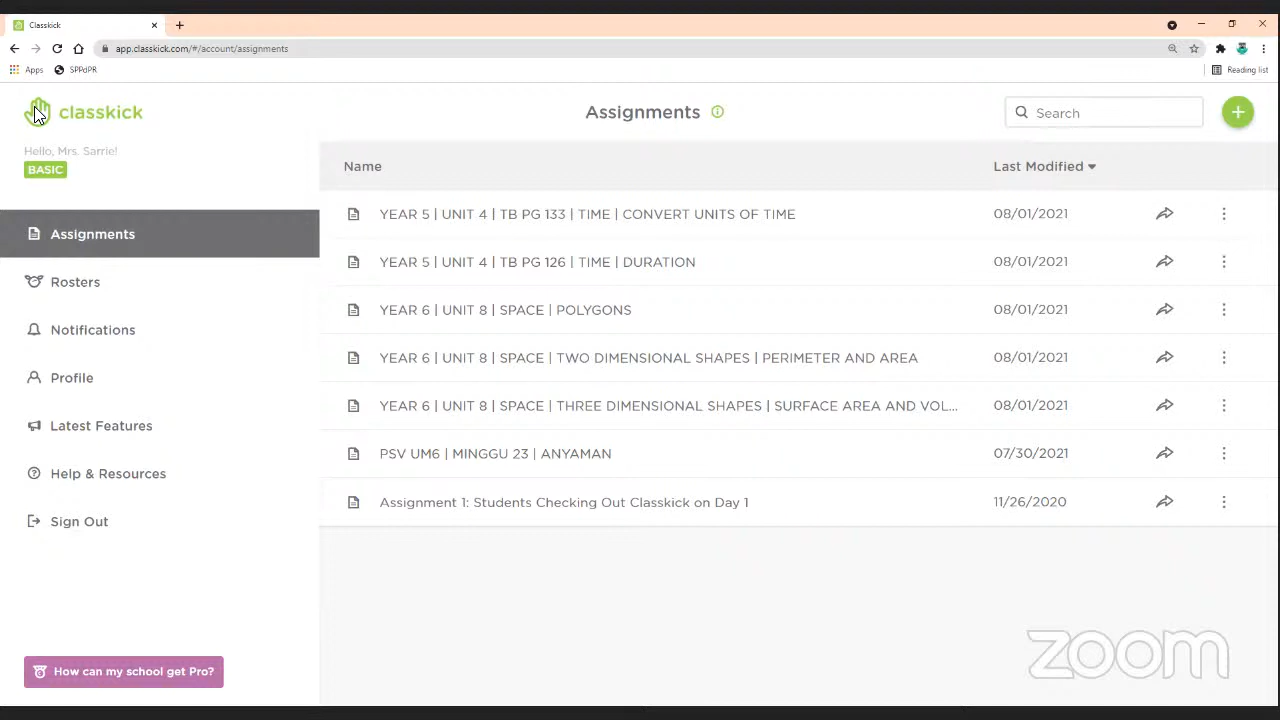 Classkick
app.classkick.com/#/account/assignments
Apps
SPPdPR
Reading list
classkick
Assignments
Search
Hello, Mrs. Sarrie!
BASIC
Name
Last Modified
Assignments
Rosters
Notifications
Profile
Latest Features
Help & Resources
Sign Out
YEAR 5 | UNIT 4 | TB PG 133 | TIME | CONVERT UNITS OF TIME 08/01/2021
YEAR 5 | UNIT 4 | TB PG 126 | TIME | DURATION 08/01/2021
YEAR 6 | UNIT 8 | SPACE | POLYGONS 08/01/2021
YEAR 6 | UNIT 8 | SPACE | TWO DIMENSIONAL SHAPES | PERIMETER AND AREA 08/01/2021
YEAR 6 | UNIT 8 | SPACE | THREE DIMENSIONAL SHAPES | SURFACE AREA AND VOL... 08/01/2021
PSV UM6 | MINGGU 23 | ANYAMAN 07/30/2021
Assignment 1: Students Checking Out Classkick on Day 1 11/26/2020
How can my school get Pro?
zoom